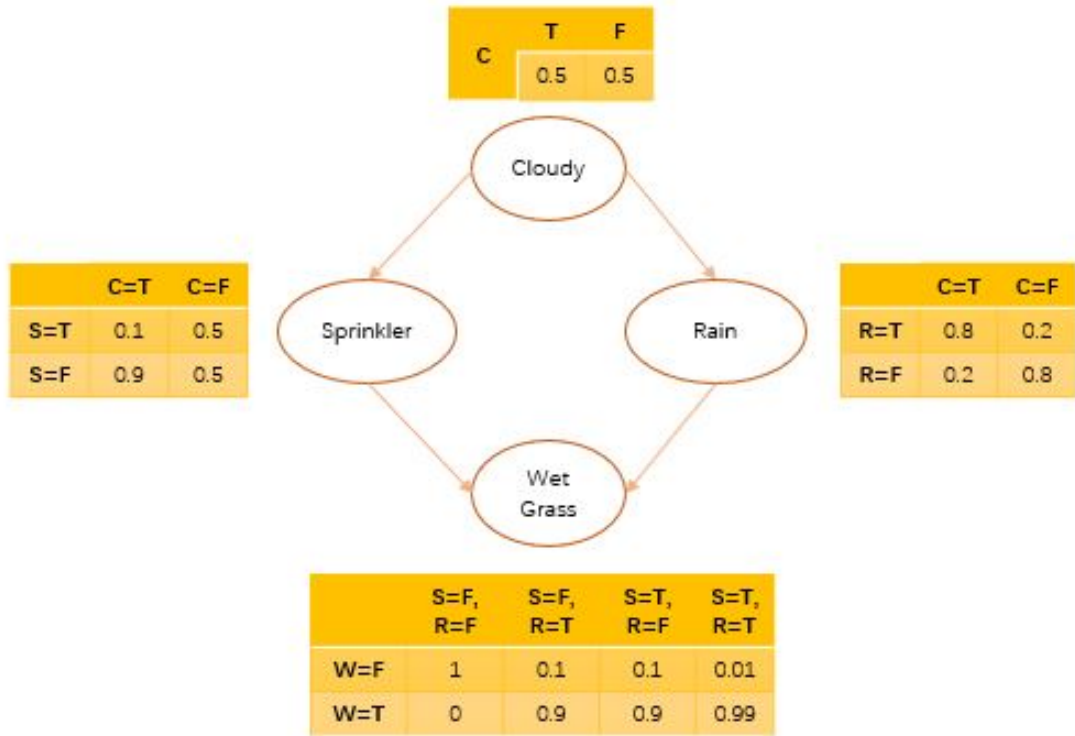 C T F
0.5 0.5
Cloudy
C=T C=F
S=T 0.1 0.5
S=F 0.9 0.5
Sprinkler
Rain
C=T C=F
R=T 0.8 0.2
R=F 0.2 0.8
Wet
Grass
S=F, S=F, S=T, S=T,
R=F R=T R=F R=T
W=F 1 0.1 0.1 0.01
W=T 0 0.9 0.9 0.99